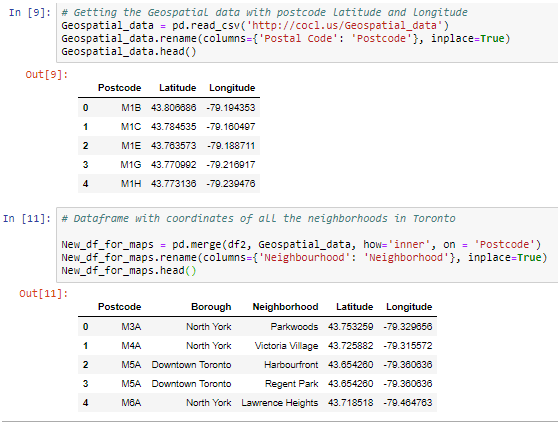 In [9]: # Getting the Geospatial data with postcode latitude and longitude
Geospatial_data = pd.read_csv('http://cocl.us/Geospatial_data')
Geospatial_data.rename(columns={'Postal Code': 'Postcode'}, inplace=True)
Geospatial_data.head()
Out[9]:
Postcode Latitude Longitude
0 M1B 43.806686 -79.194353
1 M1C 43.784535 -79.160497
2 M1E 43.763573 -79.188711
3 M1G 43.770992 -79.216917
4 M1H 43.773136 -79.239476
In [11]: # Dataframe with coordinates of all the neighborhoods in Toronto
New_df_for_maps = pd.merge(df2, Geospatial_data, how='inner', on = 'Postcode')
New_df_for_maps.rename(columns={'Neighbourhood': 'Neighborhood'}, inplace=True)
New_df_for_maps.head()
Out[11]:
Postcode Borough Neighborhood Latitude Longitude
0 M3A North York Parkwoods 43.753259 -79.329656
1 M4A North York Victoria Village 43.725882 -79.315572
2 M5A Downtown Toronto Harbourfront 43.654260 -79.360636
3 M5A Downtown Toronto Regent Park 43.654260 -79.360636
4 M6A North York Lawrence Heights 43.718518 -79.464763